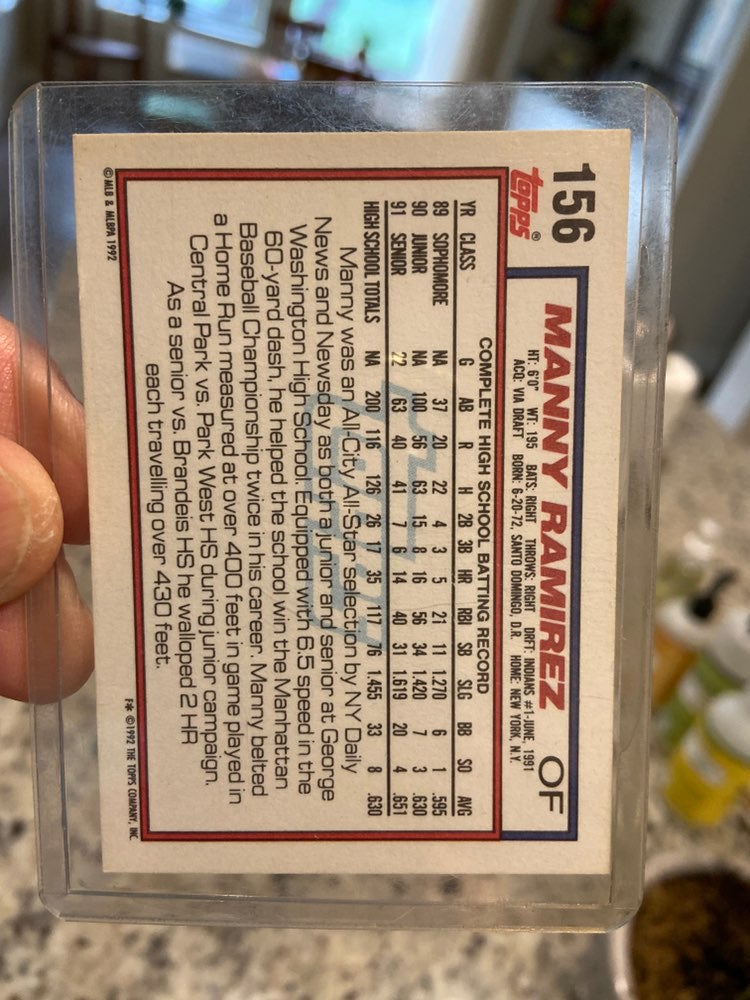 156
topps®
MANNY RAMIREZ OF
HT: 6'0" WT: 195 BATS: RIGHT THROWS: RIGHT DRFT: INDIANS #1-JUNE, 1991
ACQ: VIA DRAFT BORN: 6-20-72, SANTO DOMINGO, D.R. HOME: NEW YORK, N.Y.
COMPLETE HIGH SCHOOL BATTING RECORD
YR CLASS G AB R H 2B 3B HR RBI SB SLG BB SO AVG
89 SOPHOMORE NA 37 20 22 4 3 5 21 11 1.270 6 1 .595
90 JUNIOR NA 100 56 63 15 8 16 56 34 1.420 7 3 .630
91 SENIOR 22 63 40 41 7 6 14 40 31 1.619 20 4 .651
HIGH SCHOOL TOTALS NA 200 116 126 26 17 35 117 76 1.455 33 8 .630
Manny was an All-City All-Star selection by NY Daily
News and Newsday as both a junior and senior at George
Washington High School. Equipped with 6.5 speed in the
60-yard dash, he helped the school win the Manhattan
Baseball Championship twice in his career. Manny belted
a Home Run measured at over 400 feet in game played in
Central Park vs. Park West HS during junior campaign.
As a senior vs. Brandeis HS he walloped 2 HR
each travelling over 430 feet.
© MLB & MLBPA 1992
F* © 1992 THE TOPPS COMPANY, INC.